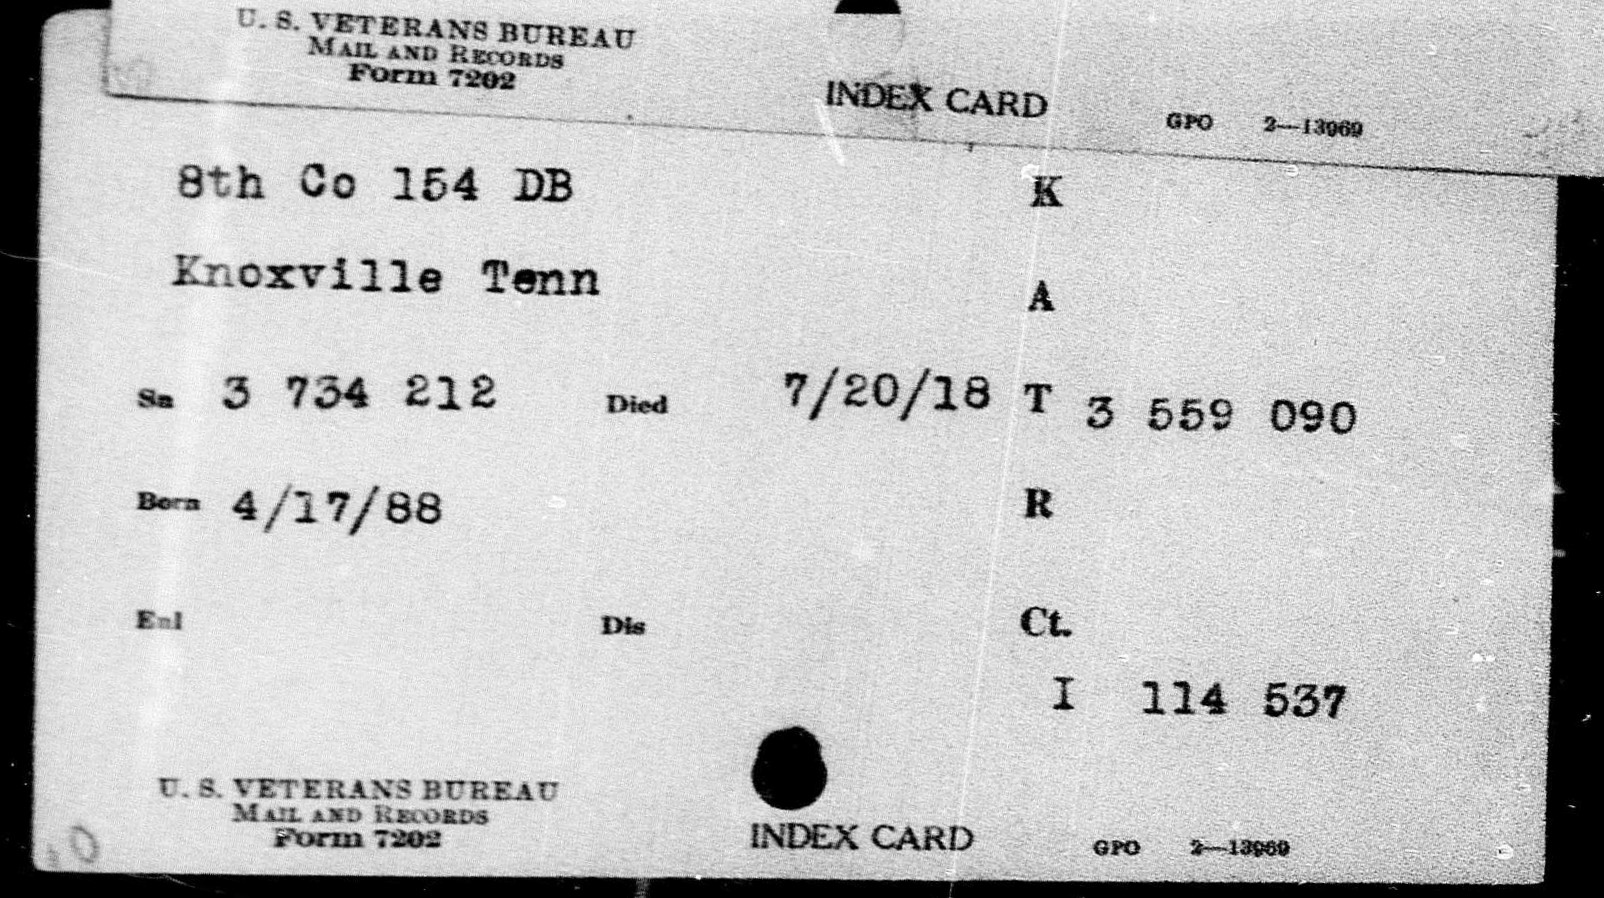 U. S. VETERANS BUREAU
MAIL AND RECORDS
Form 7202
INDEX CARD
GPO 2—13969
8th Co 154 DB K
Knoxville Tenn A
Sn 3 734 212 Died 7/20/18 T 3 559 090
Born 4/17/88 R
Enl Dis Ct.
I 114 537
U. S. VETERANS BUREAU
MAIL AND RECORDS
Form 7202
INDEX CARD
GPO 2—13969